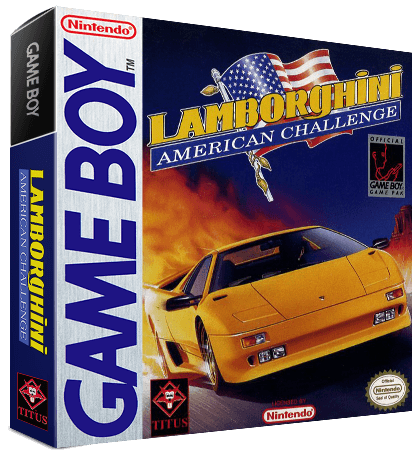 GAME BOY
LAMBORGHINI
AMERICAN CHALLENGE
TITUS
Nintendo
GAME BOY
TM
LAMBORGHINI
AMERICAN CHALLENGE
OFFICIAL
GAME BOY
GAME PAK
TITUS
LICENSED BY
Nintendo
Official
Nintendo
Seal of Quality